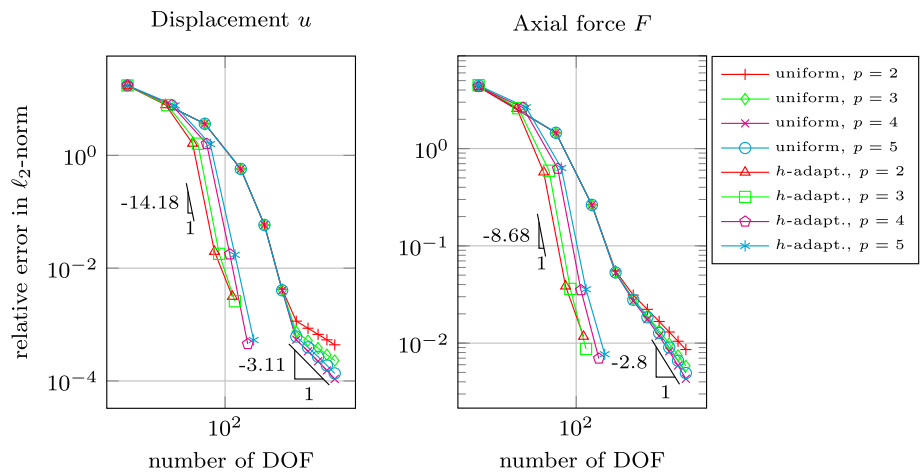 Displacement u
Axial force F
relative error in ℓ2-norm
10^0
10^−2
10^−4
-14.18
1
-3.11
1
10^2
number of DOF
10^0
10^−1
10^−2
-8.68
1
-2.8
1
10^2
number of DOF
uniform, p = 2
uniform, p = 3
uniform, p = 4
uniform, p = 5
h-adapt., p = 2
h-adapt., p = 3
h-adapt., p = 4
h-adapt., p = 5